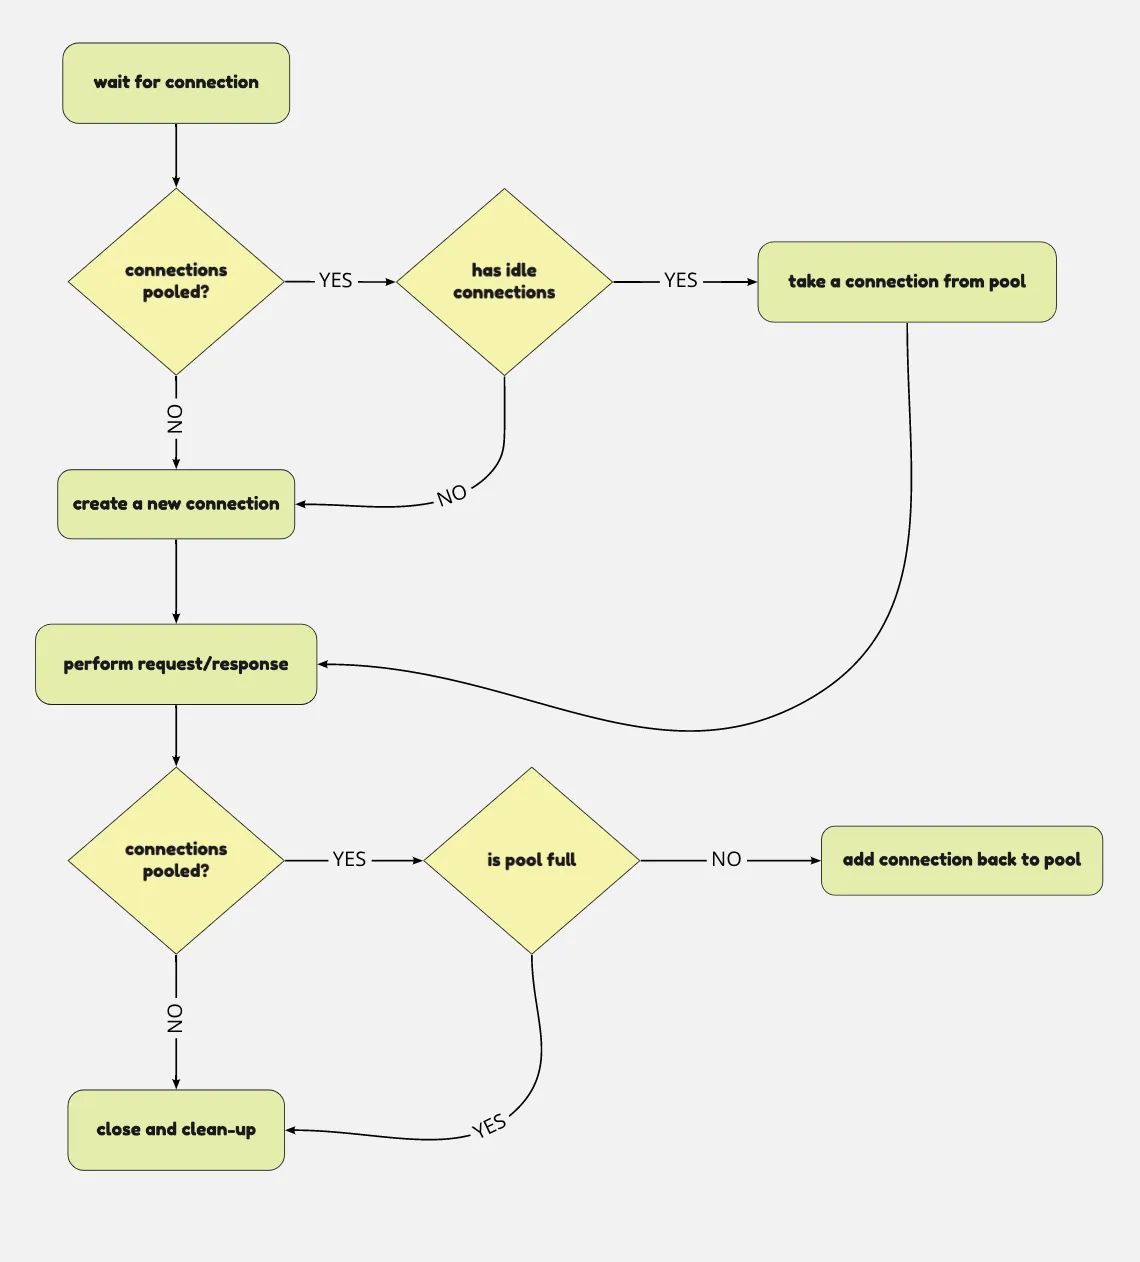 wait for connection
connections
pooled?
YES
has idle
connections
YES
take a connection from pool
NO
NO
create a new connection
perform request/response
connections
pooled?
YES
is pool full
NO
add connection back to pool
NO
YES
close and clean-up